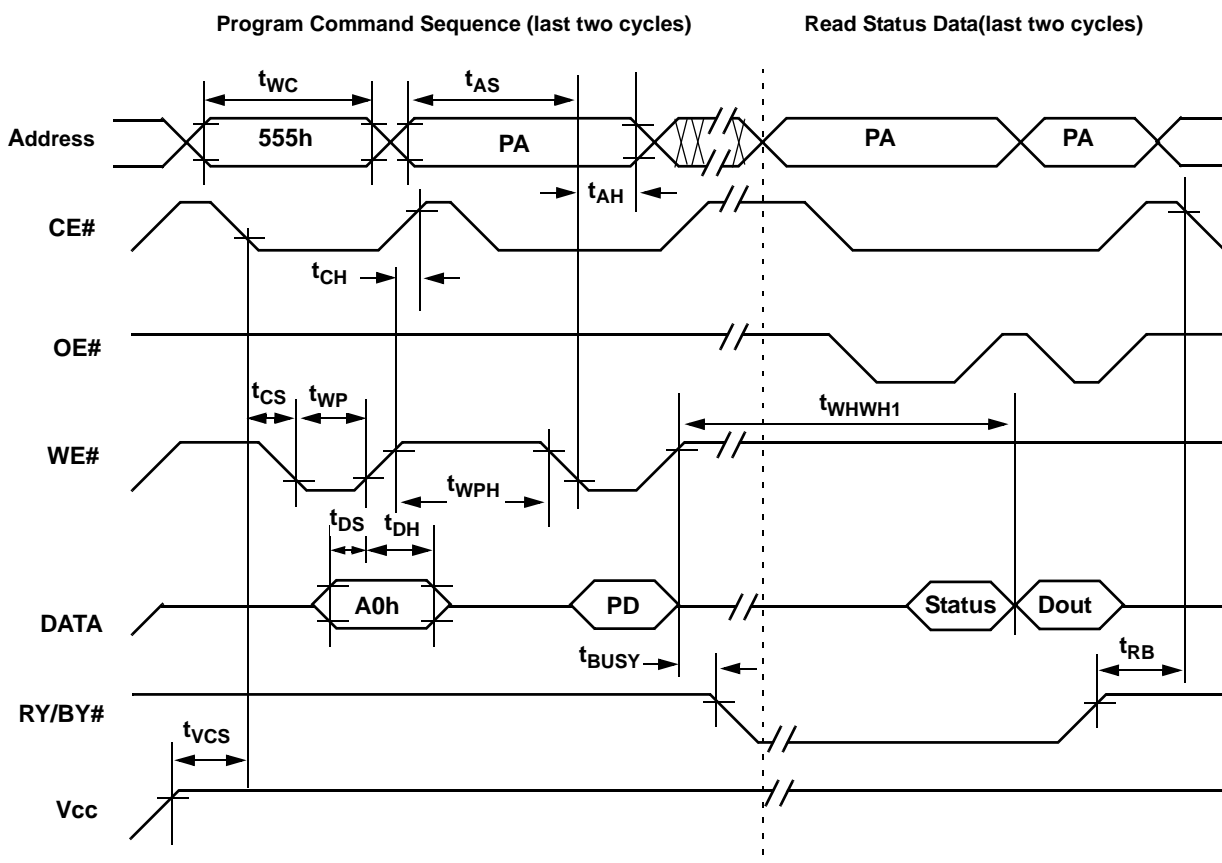 Program Command Sequence (last two cycles)
Read Status Data(last two cycles)
tWC
tAS
Address
555h
PA
PA
PA
tAH
CE#
tCH
OE#
tCS
tWP
tWHWH1
WE#
tWPH
tDS
tDH
DATA
A0h
PD
Status
Dout
tBUSY
tRB
RY/BY#
tVCS
Vcc